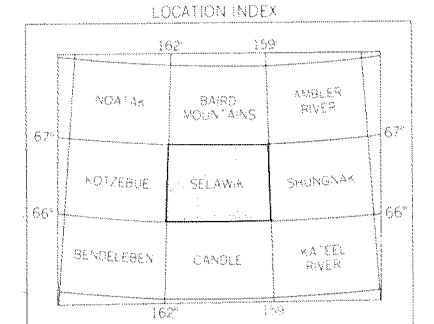 LOCATION INDEX
162° 159°
NOATAK BAIRD MOUNTAINS AMBLER RIVER
67° 67°
KOTZEBUE SELAWIK SHUNGNAK
66° 66°
BENDELEBEN CANDLE KATEEL RIVER
162° 159